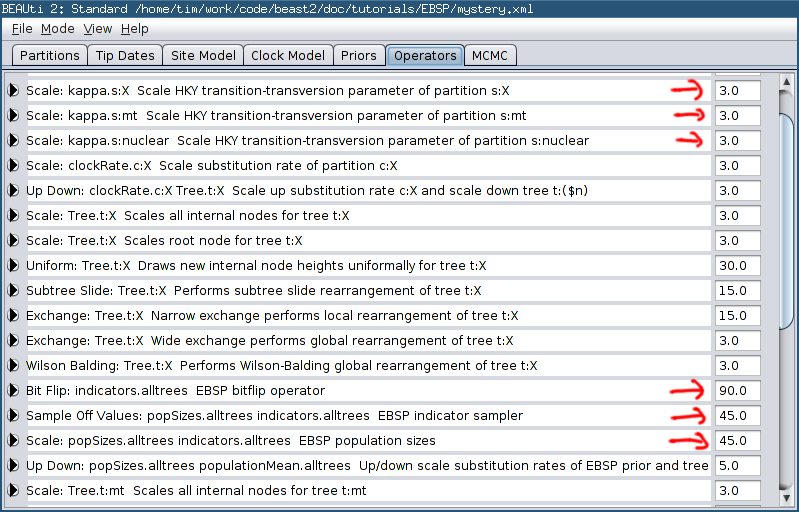 BEAUti 2: Standard /home/tim/work/code/beast2/doc/tutorials/EBSP/mystery.xml
File Mode View Help
Partitions Tip Dates Site Model Clock Model Priors Operators MCMC
Scale: kappa.s:X Scale HKY transition-transversion parameter of partition s:X 3.0
Scale: kappa.s:mt Scale HKY transition-transversion parameter of partition s:mt 3.0
Scale: kappa.s:nuclear Scale HKY transition-transversion parameter of partition s:nuclear 3.0
Scale: clockRate.c:X Scale substitution rate of partition c:X 3.0
Up Down: clockRate.c:X Tree.t:X Scale up substitution rate c:X and scale down tree t:($n) 3.0
Scale: Tree.t:X Scales all internal nodes for tree t:X 3.0
Scale: Tree.t:X Scales root node for tree t:X 3.0
Uniform: Tree.t:X Draws new internal node heights uniformally for tree t:X 30.0
Subtree Slide: Tree.t:X Performs subtree slide rearrangement of tree t:X 15.0
Exchange: Tree.t:X Narrow exchange performs local rearrangement of tree t:X 15.0
Exchange: Tree.t:X Wide exchange performs global rearrangement of tree t:X 3.0
Wilson Balding: Tree.t:X Performs Wilson-Balding global rearrangement of tree t:X 3.0
Bit Flip: indicators.alltrees EBSP bitflip operator 90.0
Sample Off Values: popSizes.alltrees indicators.alltrees EBSP indicator sampler 45.0
Scale: popSizes.alltrees indicators.alltrees EBSP population sizes 45.0
Up Down: popSizes.alltrees populationMean.alltrees Up/down scale substitution rates of EBSP prior and tree 5.0
Scale: Tree.t:mt Scales all internal nodes for tree t:mt 3.0